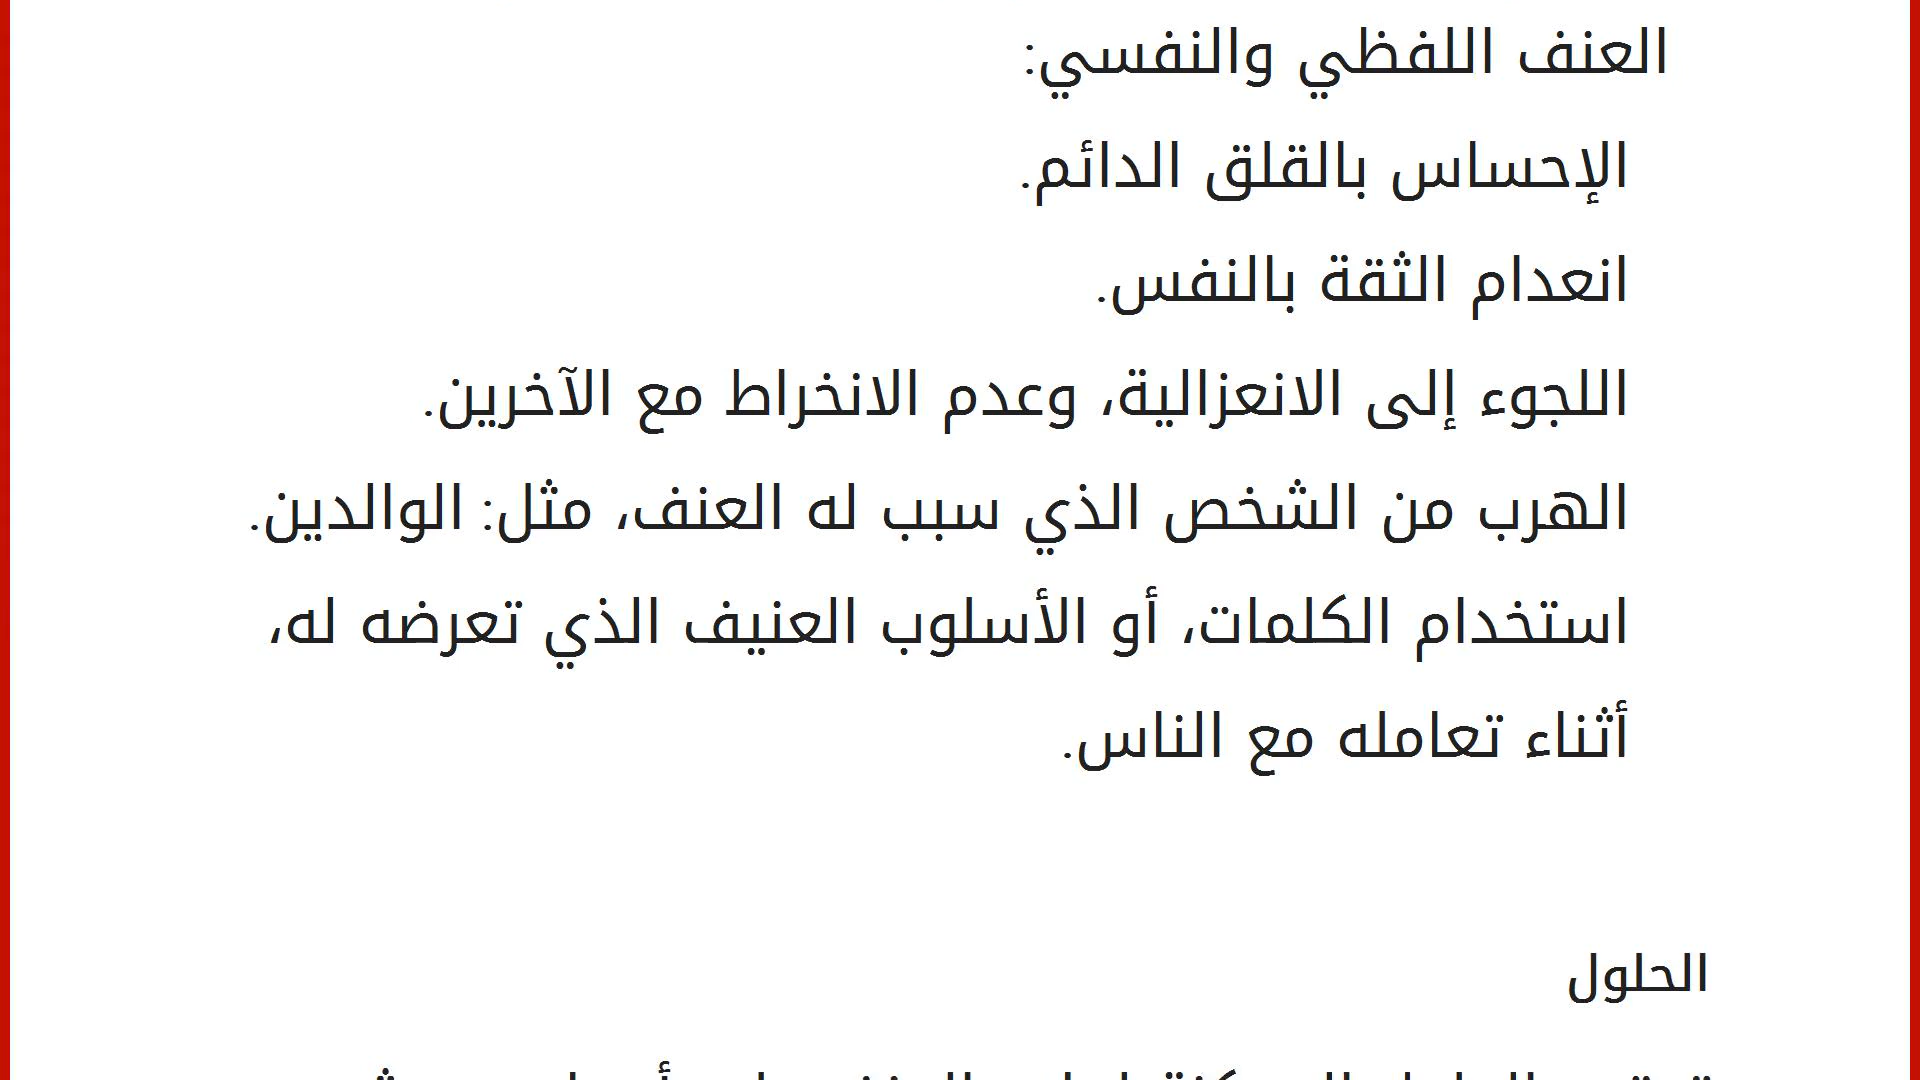 العنف اللفظي والنفسي:
الإحساس بالقلق الدائم.
انعدام الثقة بالنفس.
اللجوء إلى الانعزالية، وعدم الانخراط مع الآخرين.
الهرب من الشخص الذي سبب له العنف، مثل: الوالدين.
استخدام الكلمات، أو الأسلوب العنيف الذي تعرضه له،
أثناء تعامله مع الناس.
الحلول